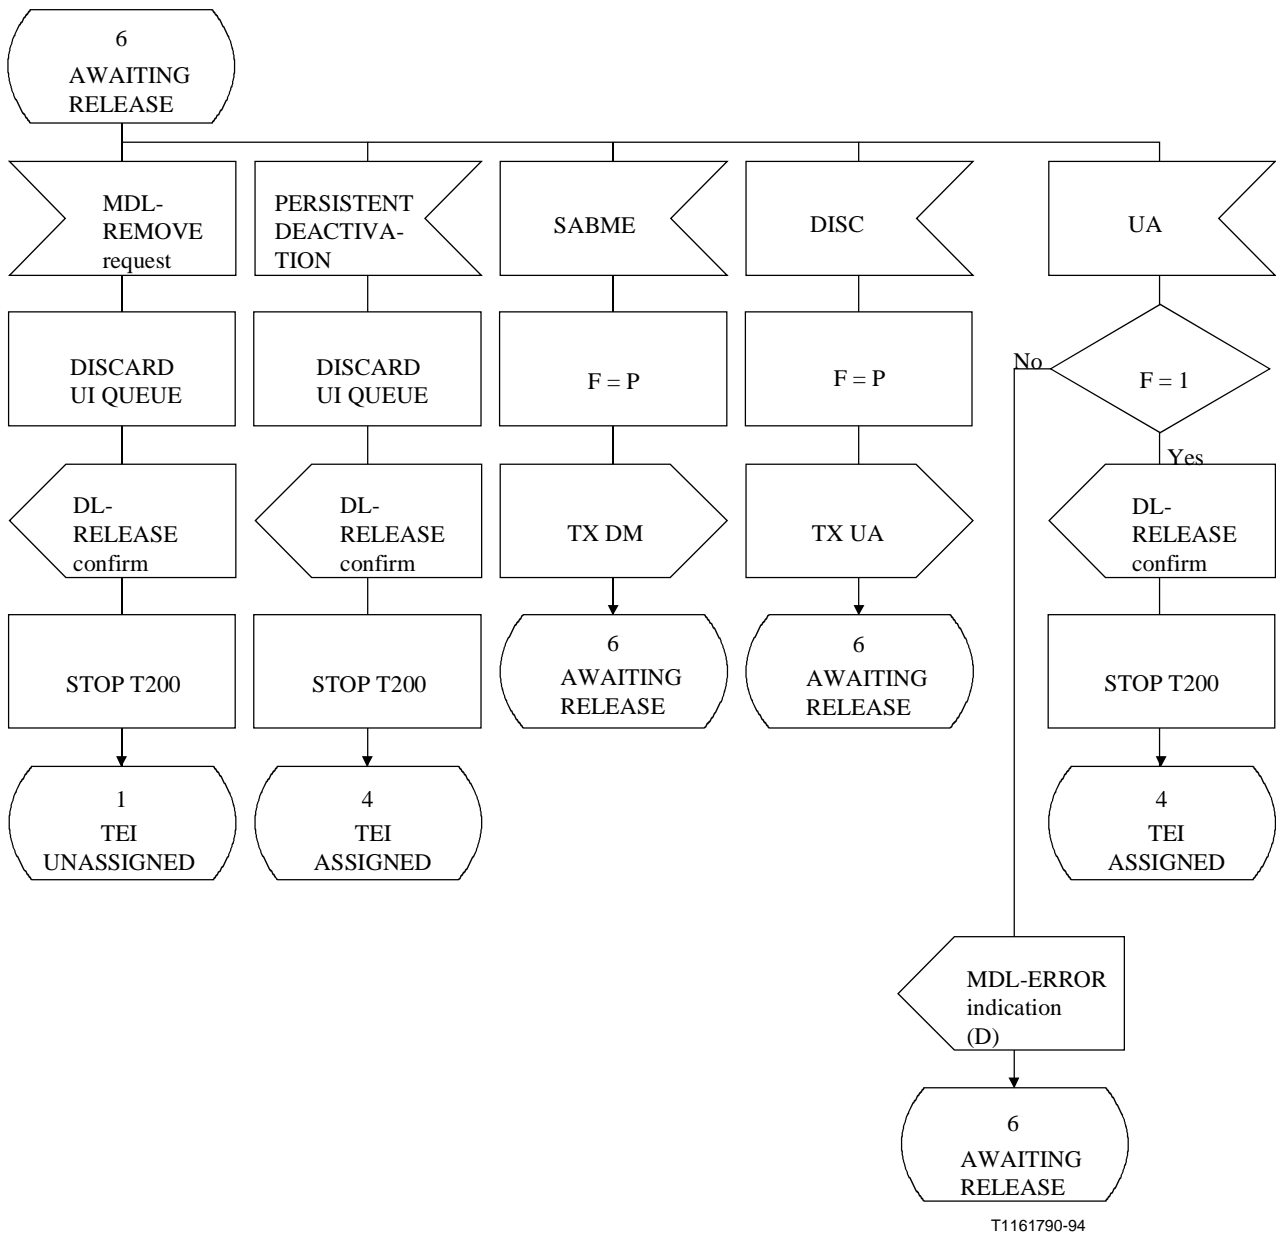 6
AWAITING
RELEASE
MDL-
REMOVE
request
PERSISTENT
DEACTIVA-
TION
SABME
DISC
UA
DISCARD
UI QUEUE
DISCARD
UI QUEUE
F = P
F = P
No
F = 1
Yes
DL-
RELEASE
confirm
DL-
RELEASE
confirm
TX DM
TX UA
DL-
RELEASE
confirm
STOP T200
STOP T200
6
AWAITING
RELEASE
6
AWAITING
RELEASE
STOP T200
1
TEI
UNASSIGNED
4
TEI
ASSIGNED
4
TEI
ASSIGNED
MDL-ERROR
indication
(D)
6
AWAITING
RELEASE
T1161790-94